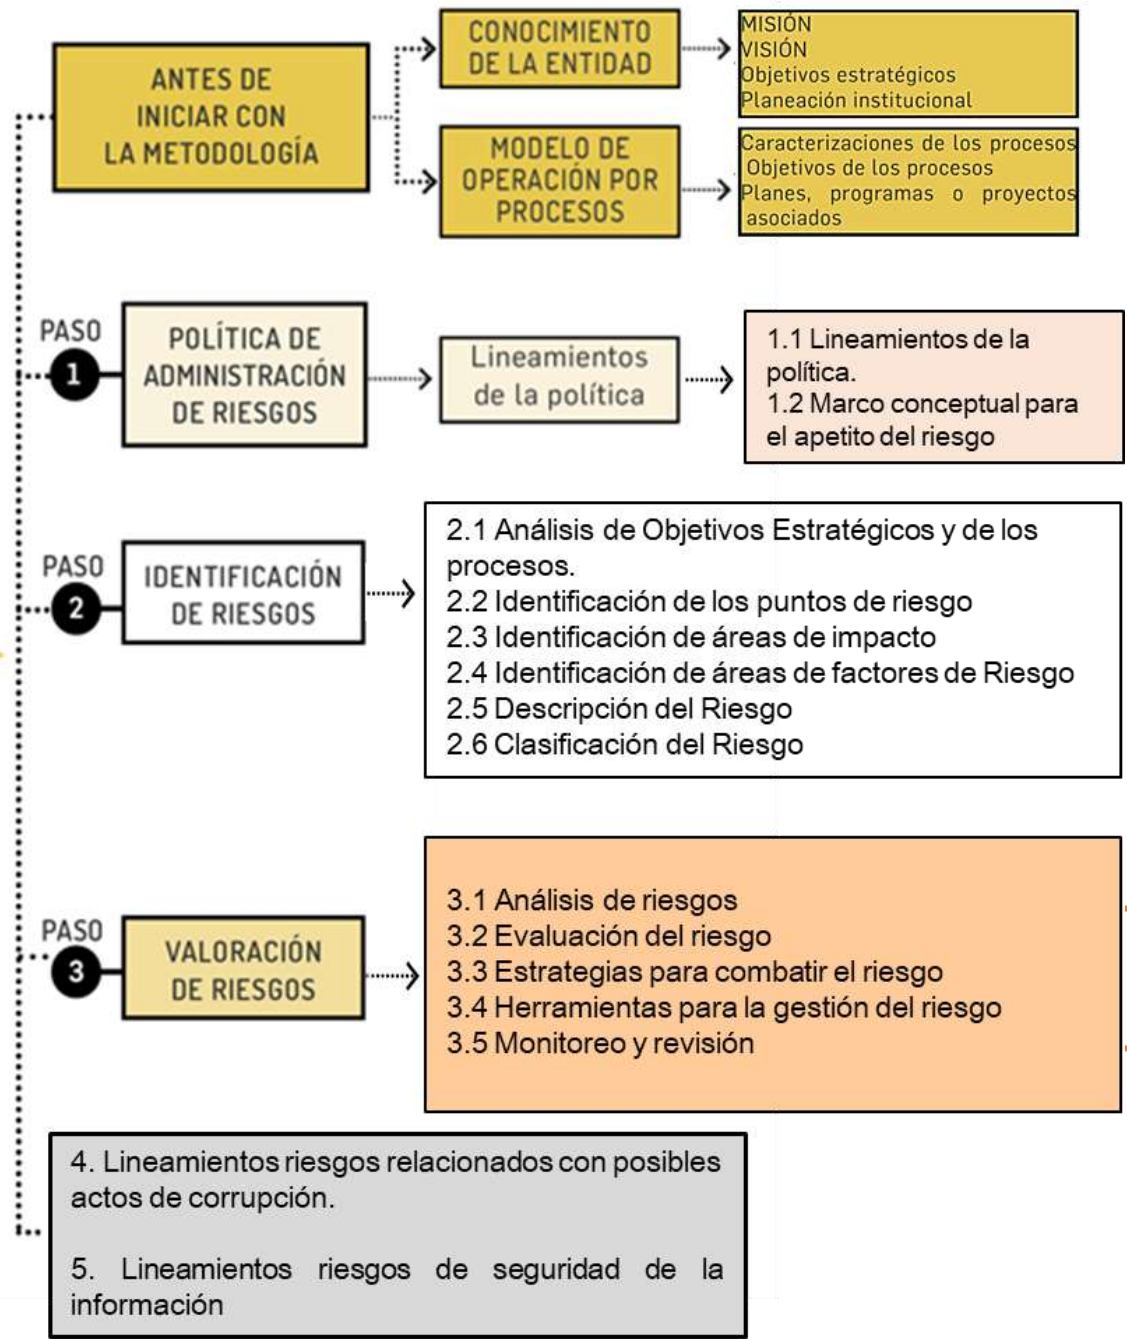 ANTES DE
INICIAR CON
LA METODOLOGÍA
CONOCIMIENTO
DE LA ENTIDAD
MISIÓN
VISIÓN
Objetivos estratégicos
Planeación institucional
MODELO DE
OPERACIÓN POR
PROCESOS
Caracterizaciones de los procesos
Objetivos de los procesos
Planes, programas o proyectos
asociados
PASO
1
POLÍTICA DE
ADMINISTRACIÓN
DE RIESGOS
Lineamientos
de la política
1.1 Lineamientos de la
política.
1.2 Marco conceptual para
el apetito del riesgo
PASO
2
IDENTIFICACIÓN
DE RIESGOS
2.1 Análisis de Objetivos Estratégicos y de los
procesos.
2.2 Identificación de los puntos de riesgo
2.3 Identificación de áreas de impacto
2.4 Identificación de áreas de factores de Riesgo
2.5 Descripción del Riesgo
2.6 Clasificación del Riesgo
PASO
3
VALORACIÓN
DE RIESGOS
3.1 Análisis de riesgos
3.2 Evaluación del riesgo
3.3 Estrategias para combatir el riesgo
3.4 Herramientas para la gestión del riesgo
3.5 Monitoreo y revisión
4. Lineamientos riesgos relacionados con posibles
actos de corrupción.
5. Lineamientos riesgos de seguridad de la
información